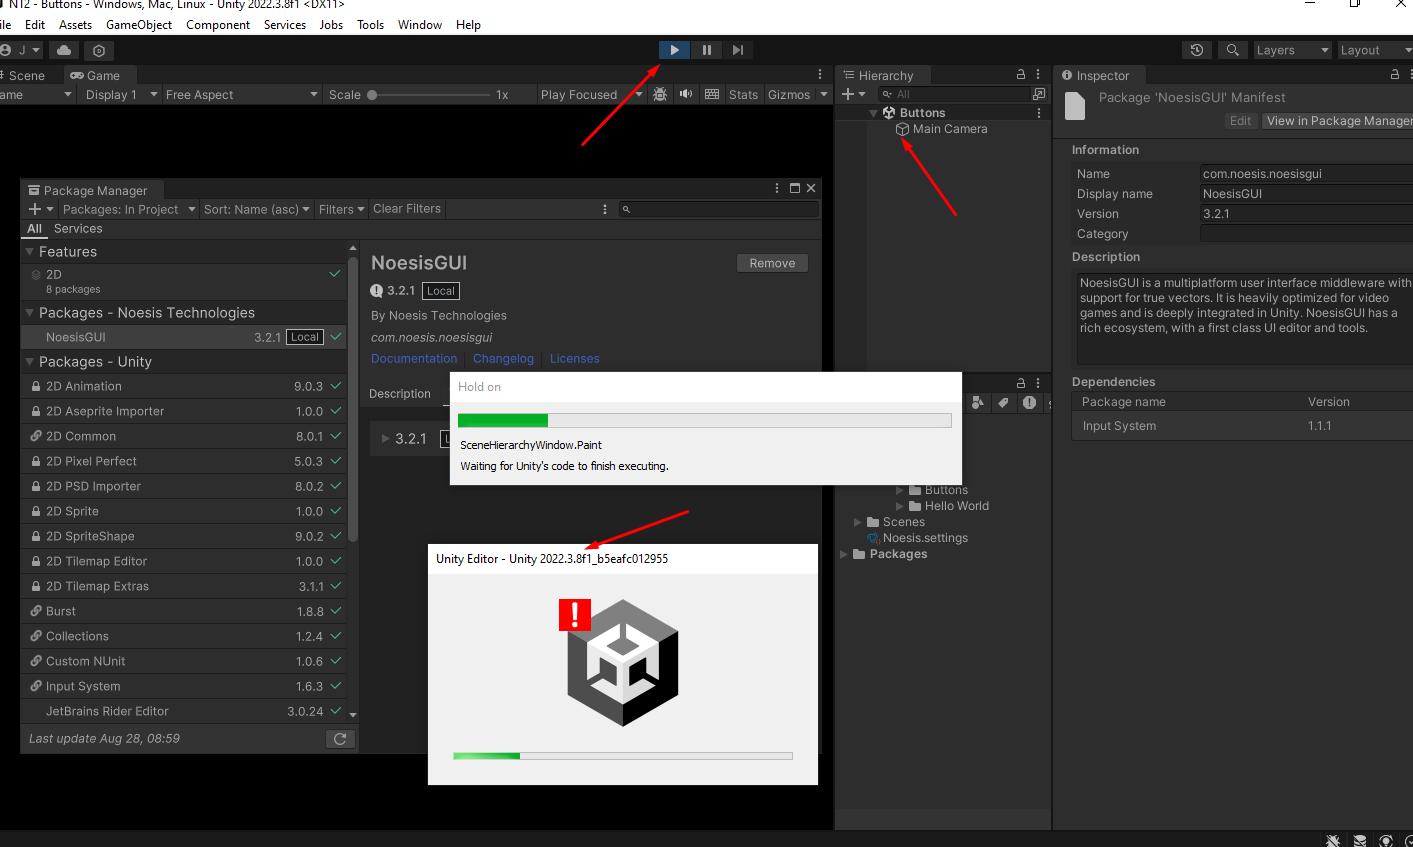 NT2 - Buttons - Windows, Mac, Linux - Unity 2022.3.8f1 <DX11>
ile Edit Assets GameObject Component Services Jobs Tools Window Help
J
Layers Layout
Scene Game
ame Display 1 Free Aspect Scale 1x Play Focused Stats Gizmos
Hierarchy
All
Buttons
Main Camera
Inspector
Package 'NoesisGUI' Manifest
Edit View in Package Manager
Information
Name com.noesis.noesisgui
Display name NoesisGUI
Version 3.2.1
Category
Description
NoesisGUI is a multiplatform user interface middleware with
support for true vectors. It is heavily optimized for video
games and is deeply integrated in Unity. NoesisGUI has a
rich ecosystem, with a first class UI editor and tools.
Dependencies
Package name Version
Input System 1.1.1
Package Manager
Packages: In Project Sort: Name (asc) Filters Clear Filters
All Services
Features
2D
8 packages
Packages - Noesis Technologies
NoesisGUI 3.2.1 Local
Packages - Unity
2D Animation 9.0.3
2D Aseprite Importer 1.0.0
2D Common 8.0.1
2D Pixel Perfect 5.0.3
2D PSD Importer 8.0.2
2D Sprite 1.0.0
2D SpriteShape 9.0.2
2D Tilemap Editor 1.0.0
2D Tilemap Extras 3.1.1
Burst 1.8.8
Collections 1.2.4
Custom NUnit 1.0.6
Input System 1.6.3
JetBrains Rider Editor 3.0.24
Last update Aug 28, 08:59
NoesisGUI Remove
3.2.1 Local
By Noesis Technologies
com.noesis.noesisgui
Documentation Changelog Licenses
Description
3.2.1 L
Hold on
SceneHierarchyWindow.Paint
Waiting for Unity's code to finish executing.
Unity Editor - Unity 2022.3.8f1_b5eafc012955
!
Buttons
Hello World
Scenes
Noesis.settings
Packages